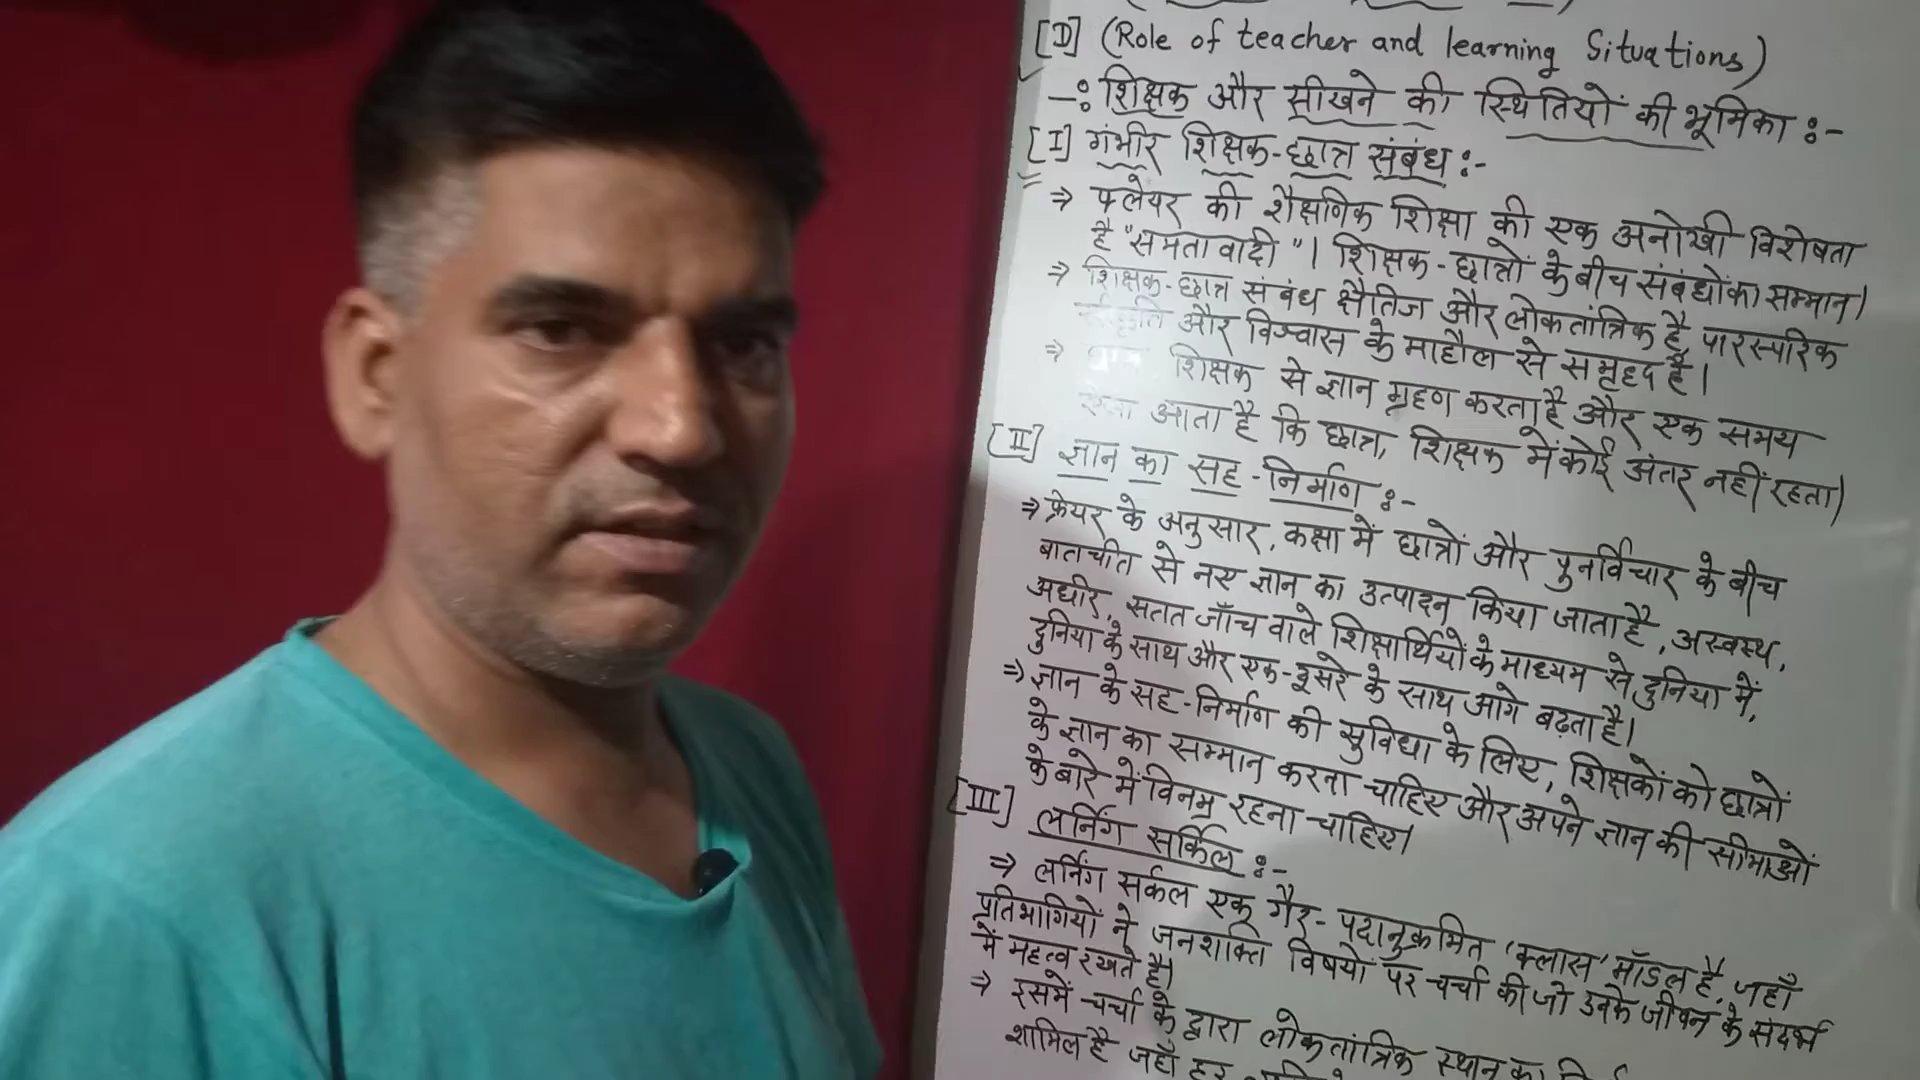 [D] (Role of teacher and learning Situations)
–: शिक्षक और सीखने की स्थितियों की भूमिका :-
[I] गंभीर शिक्षक-छात्र संबंध :-
⇒ फ्लेयर की शैक्षणिक शिक्षा की एक अनोखी विशेषता
है "समतावादी"। शिक्षक-छात्रों के बीच संबंधों का सम्मान।
⇒ शिक्षक-छात्र संबंध क्षैतिज और लोकतांत्रिक है, पारस्परिक
और विश्वास के माहौल से समृद्ध है।
⇒ शिक्षक से ज्ञान ग्रहण करता है और एक समय
आता है कि छात्र, शिक्षक में कोई अंतर नहीं रहता।
[II] ज्ञान का सह-निर्माण :-
⇒ फ्रेयर के अनुसार, कक्षा में छात्रों और पुनर्विचार के बीच
बातचीत से नए ज्ञान का उत्पादन किया जाता है, अस्वस्थ,
अधीर, सतत जाँच वाले शिक्षार्थियों के माध्यम से, दुनिया में,
दुनिया के साथ और एक-दूसरे के साथ आगे बढ़ता है।
⇒ ज्ञान के सह-निर्माण की सुविधा के लिए, शिक्षकों को छात्रों
के ज्ञान का सम्मान करना चाहिए और अपने ज्ञान की सीमाओं
के बारे में विनम्र रहना चाहिए।
[III] लर्निंग सर्किल :-
⇒ लर्निंग सर्कल एक गैर-पदानुक्रमित 'क्लास' मॉडल है, जहाँ
प्रतिभागियों ने जनशक्ति विषयों पर चर्चा की जो उनके जीवन के संदर्भ
में महत्व रखते है।
⇒ इसमें चर्चा के द्वारा लोकतांत्रिक स्थान का
शामिल है जहाँ हर